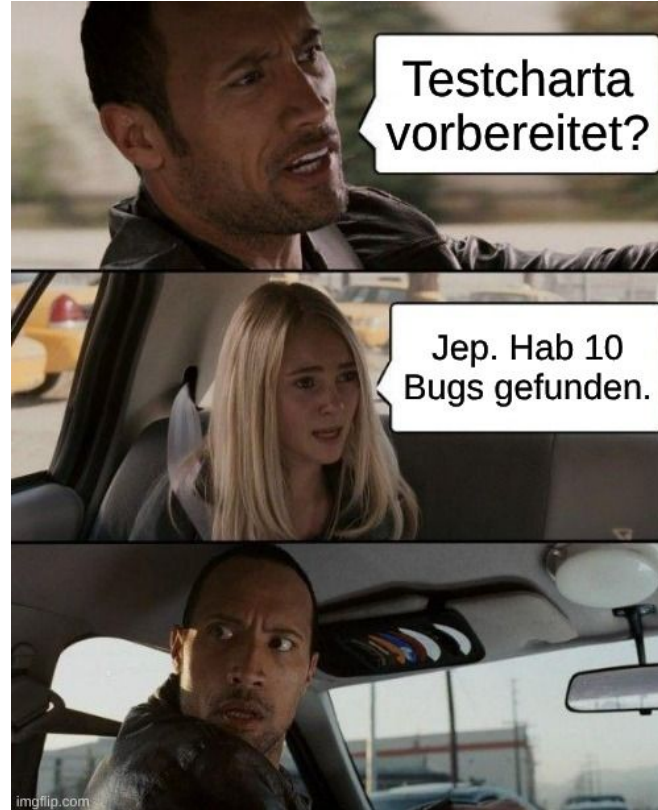 Testcharta
vorbereitet?
Jep. Hab 10
Bugs gefunden.
imgflip.com